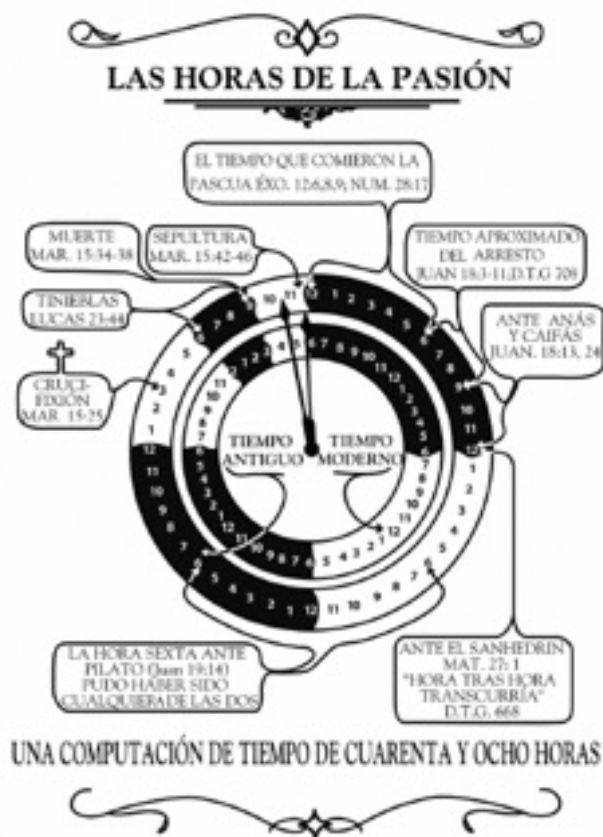 LAS HORAS DE LA PASIÓN
EL TIEMPO QUE COMIERON LA
PASCUA ÉXO. 12:6,8,9; NUM. 28:17
MUERTE
MAR. 15:34-38
SEPULTURA
MAR. 15:42-46
TIEMPO APROXIMADO
DEL ARRESTO
JUAN 18:3-11; D.T.G 708
TINIEBLAS
LUCAS 23:44
ANTE ANÁS
Y CAIFÁS
JUAN. 18:13, 24
CRUCI-
FIXIÓN
MAR. 15:25
TIEMPO
ANTIGUO
TIEMPO
MODERNO
LA HORA SEXTA ANTE
PILATO (Juan 19:14)
PUDO HABER SIDO
CUALQUIERA DE LAS DOS
ANTE EL SANHEDRIN
MAT. 27: 1
"HORA TRAS HORA
TRANSCURRÍA"
D.T.G. 668
UNA COMPUTACIÓN DE TIEMPO DE CUARENTA Y OCHO HORAS